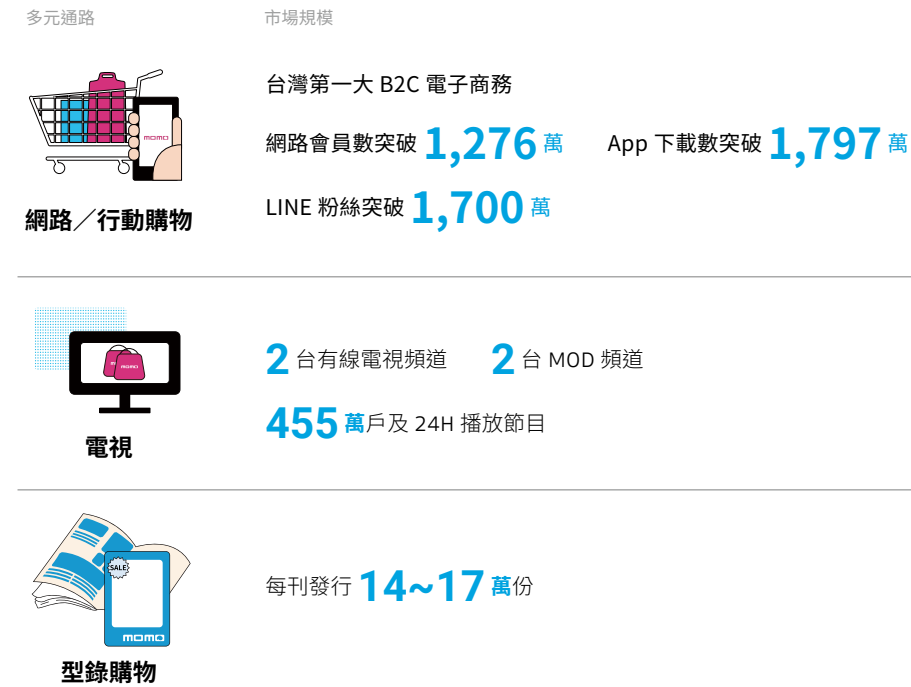 多元通路
市場規模
momo
網路／行動購物
台灣第一大 B2C 電子商務
網路會員數突破 1,276 萬
App 下載數突破 1,797 萬
LINE 粉絲突破 1,700 萬
momo
電視
2 台有線電視頻道
2 台 MOD 頻道
455 萬戶及 24H 播放節目
SALE
momo
型錄購物
每刊發行 14~17 萬份